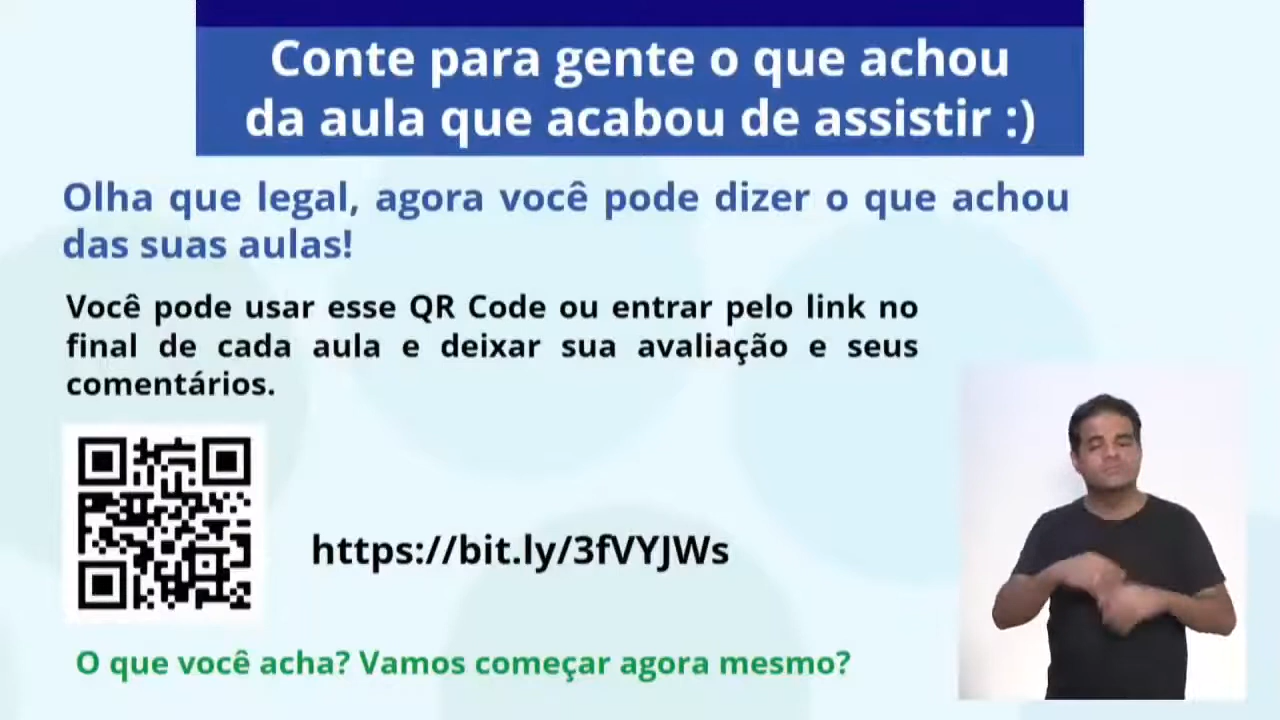 Conte para gente o que achou
da aula que acabou de assistir :)
Olha que legal, agora você pode dizer o que achou
das suas aulas!
Você pode usar esse QR Code ou entrar pelo link no
final de cada aula e deixar sua avaliação e seus
comentários.
https://bit.ly/3fVYJWs
O que você acha? Vamos começar agora mesmo?